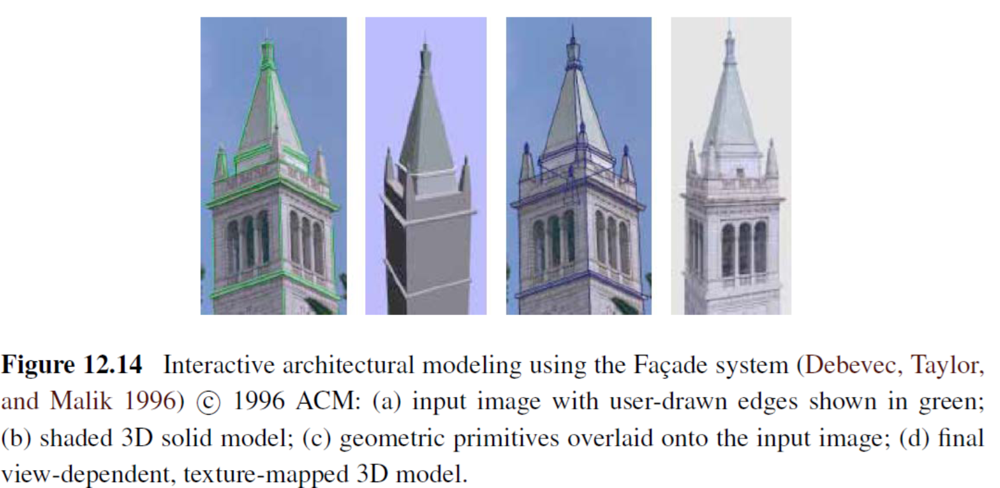 Figure 12.14 Interactive architectural modeling using the Façade system (Debevec, Taylor,
and Malik 1996) © 1996 ACM: (a) input image with user-drawn edges shown in green;
(b) shaded 3D solid model; (c) geometric primitives overlaid onto the input image; (d) final
view-dependent, texture-mapped 3D model.